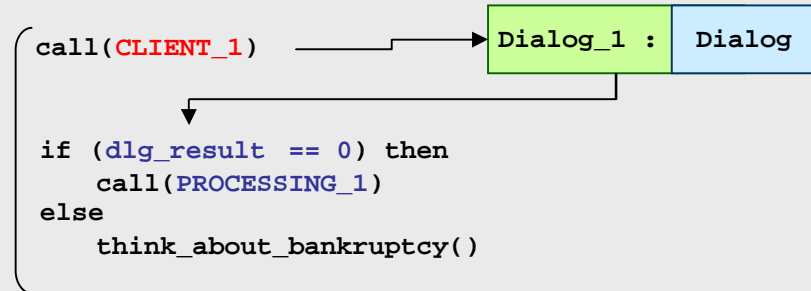 call(CLIENT_1)
Dialog_1 : Dialog
if (dlg_result == 0) then
call(PROCESSING_1)
else
think_about_bankruptcy()